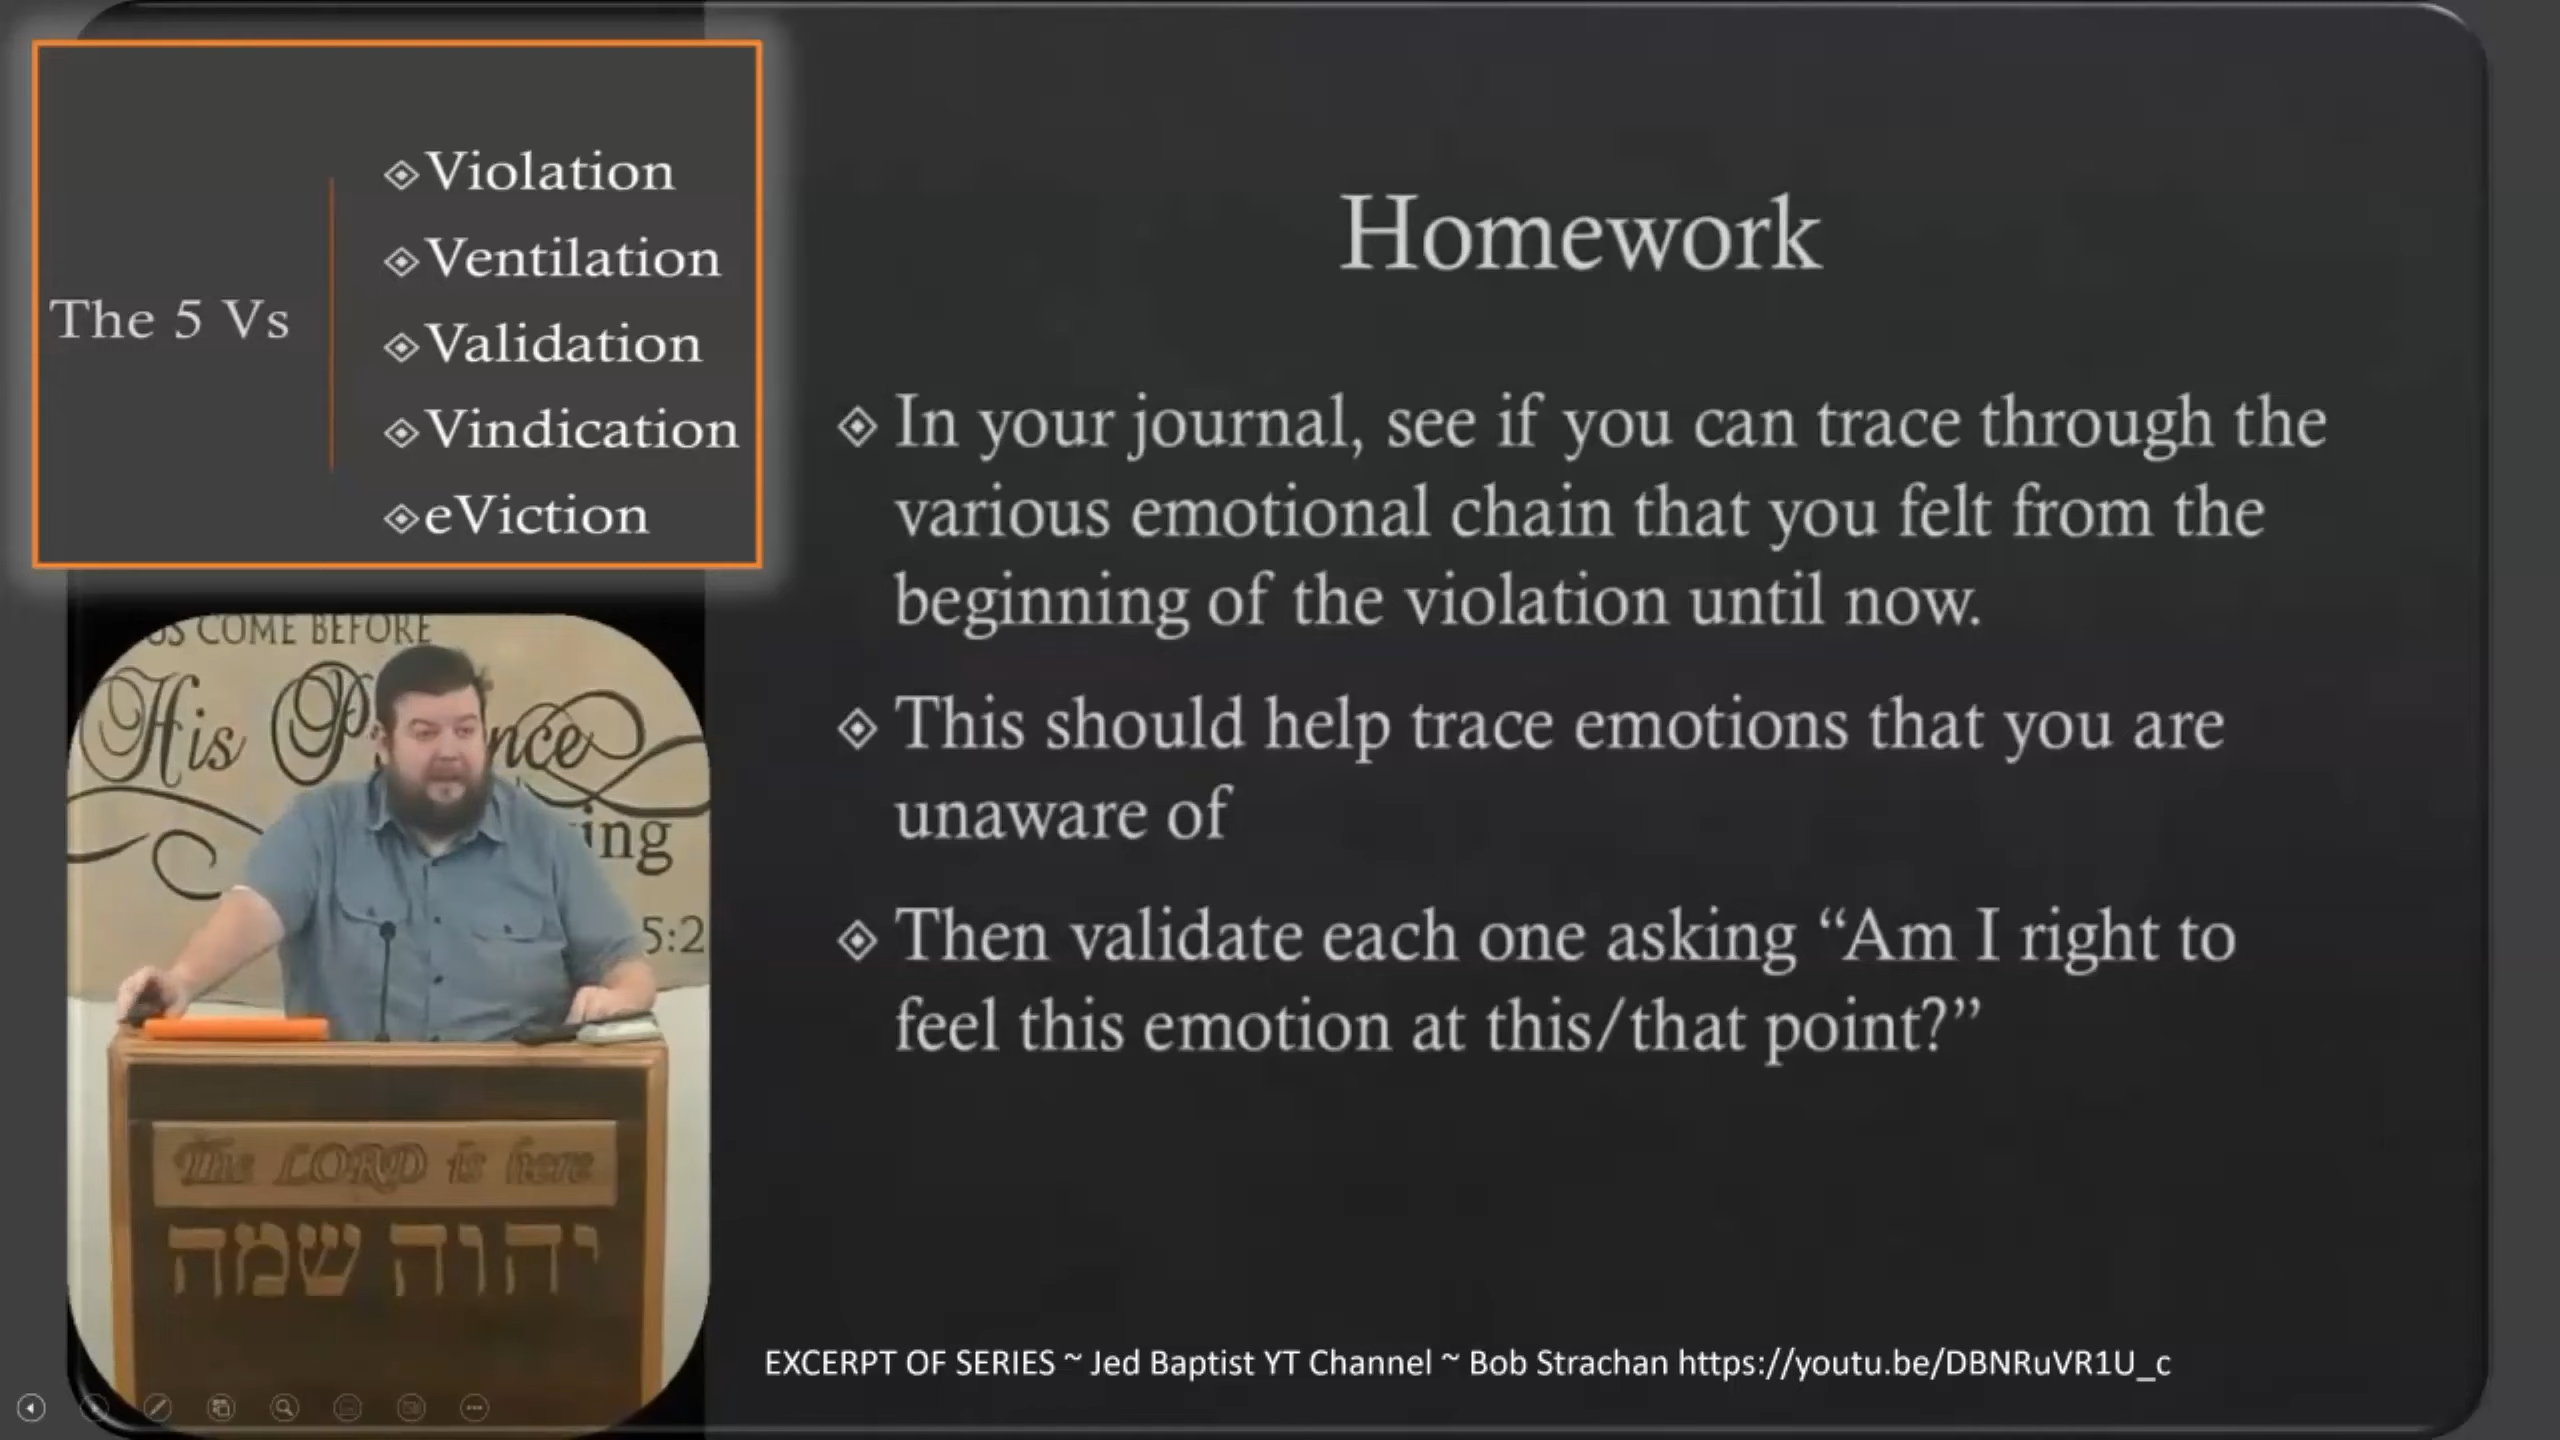 The 5 Vs
Violation
Ventilation
Validation
Vindication
eViction
Homework
In your journal, see if you can trace through the
various emotional chain that you felt from the
beginning of the violation until now.
This should help trace emotions that you are
unaware of
Then validate each one asking “Am I right to
feel this emotion at this/that point?”
COME BEFORE
His
ing
5:2
The LORD is here
יהוה שמה
EXCERPT OF SERIES ~ Jed Baptist YT Channel ~ Bob Strachan https://youtu.be/DBNRuVR1U_c